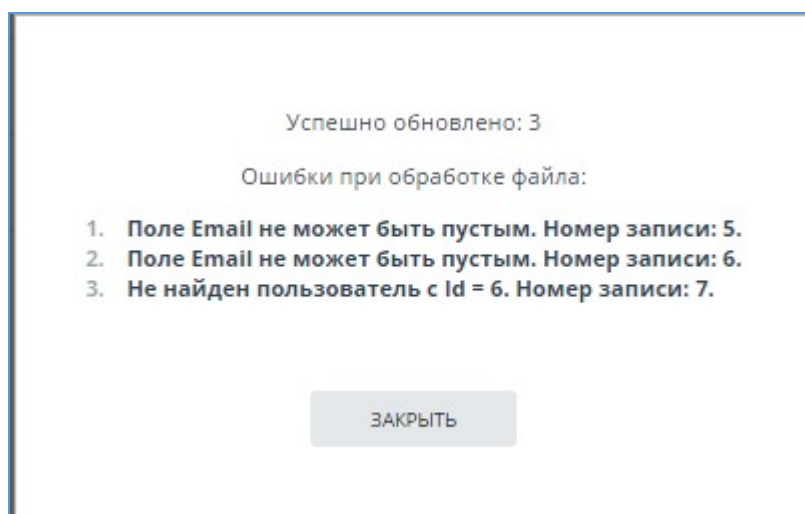 Успешно обновлено: 3
Ошибки при обработке файла:
1. Поле Email не может быть пустым. Номер записи: 5.
2. Поле Email не может быть пустым. Номер записи: 6.
3. Не найден пользователь с Id = 6. Номер записи: 7.
ЗАКРЫТЬ